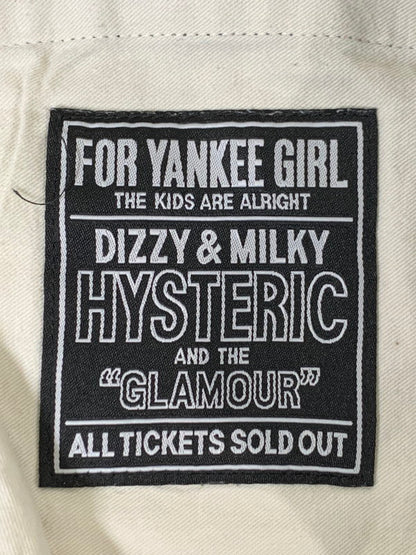 FOR YANKEE GIRL
THE KIDS ARE ALRIGHT
DIZZY & MILKY
HYSTERIC
AND THE
"GLAMOUR"
ALL TICKETS SOLD OUT